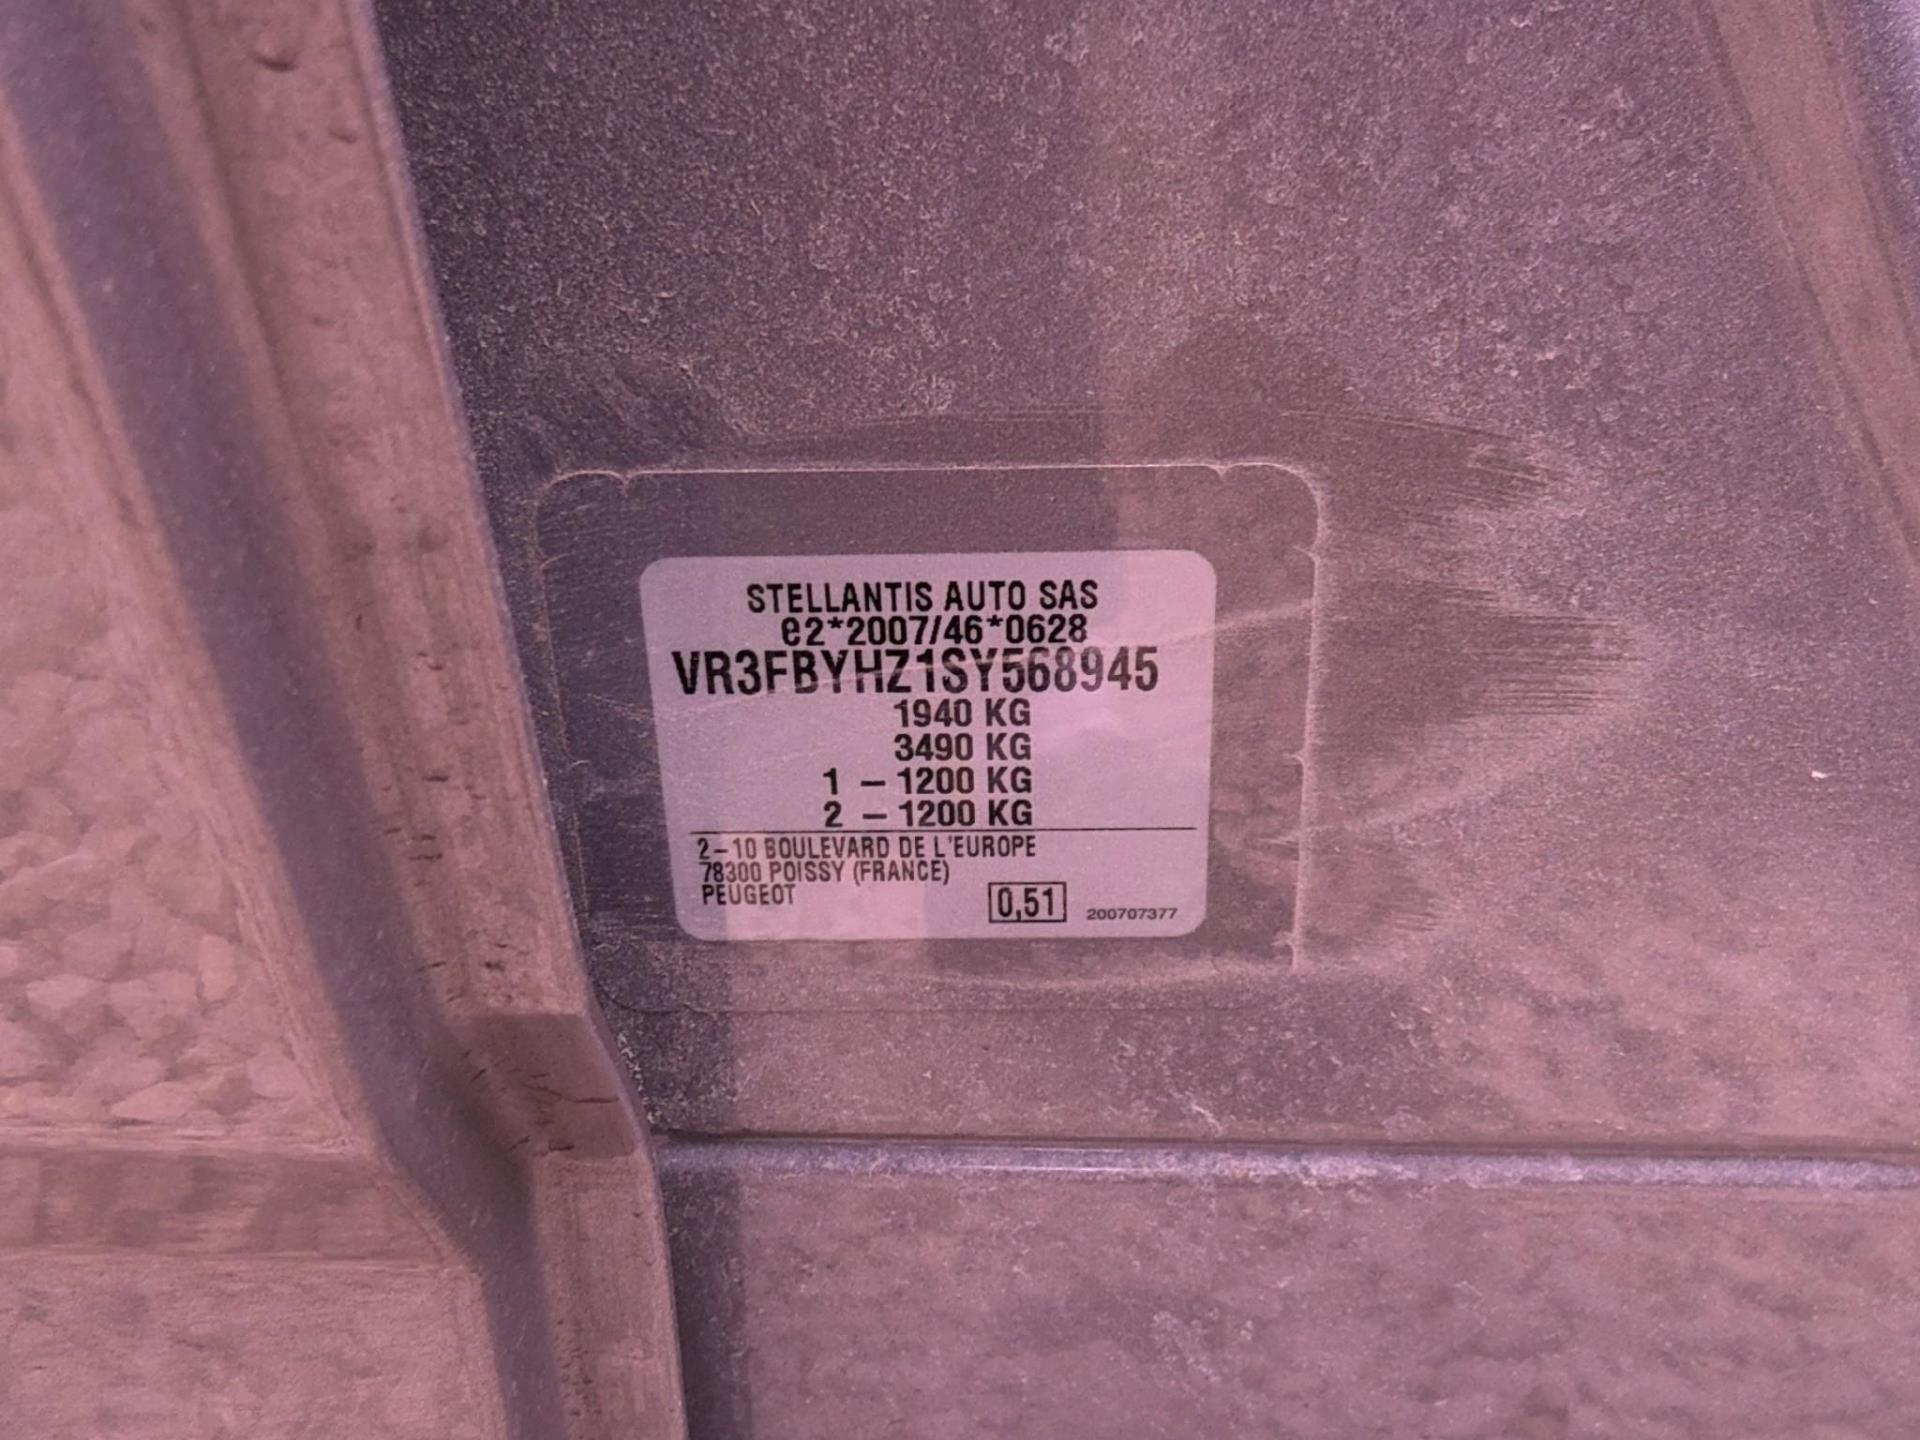 STELLANTIS AUTO SAS
e2*2007/46*0628
VR3FBYHZ1SY568945
1940 KG
3490 KG
1 – 1200 KG
2 – 1200 KG
2–10 BOULEVARD DE L'EUROPE
78300 POISSY (FRANCE)
PEUGEOT
0,51
200707377